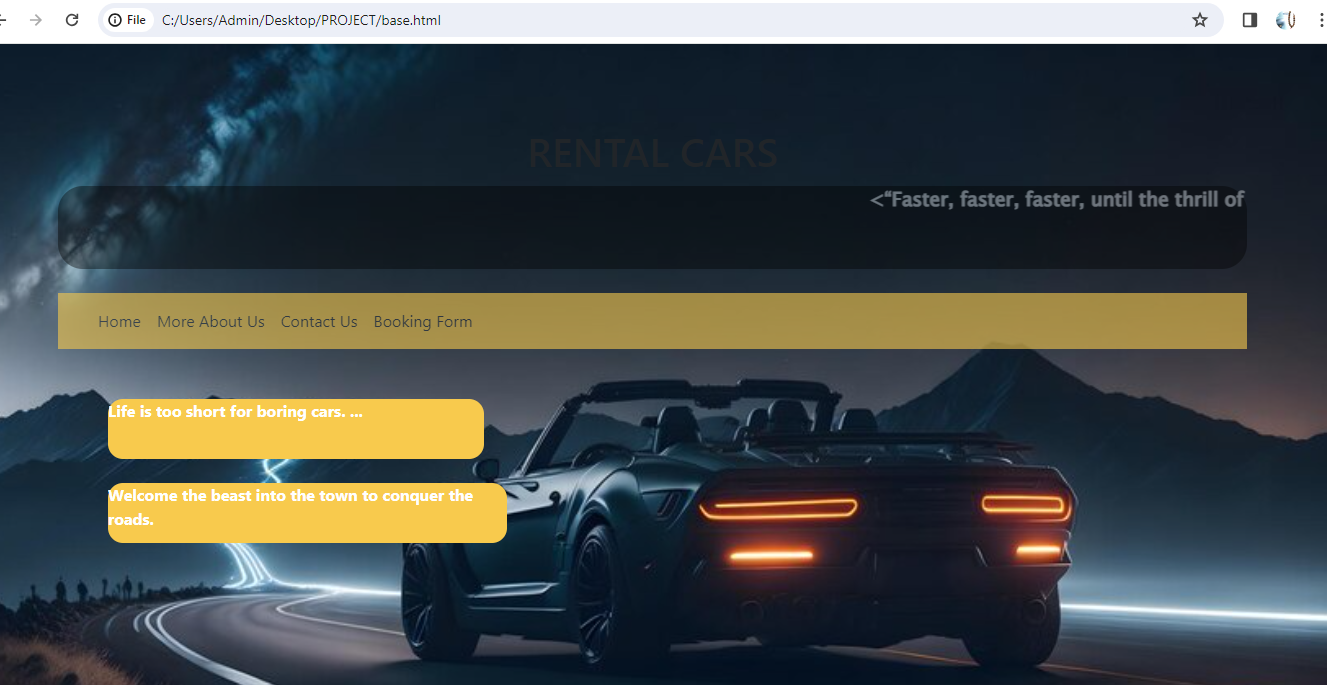 File C:/Users/Admin/Desktop/PROJECT/base.html
RENTAL CARS
<“Faster, faster, faster, until the thrill of
Home More About Us Contact Us Booking Form
Life is too short for boring cars. ...
Welcome the beast into the town to conquer the
roads.